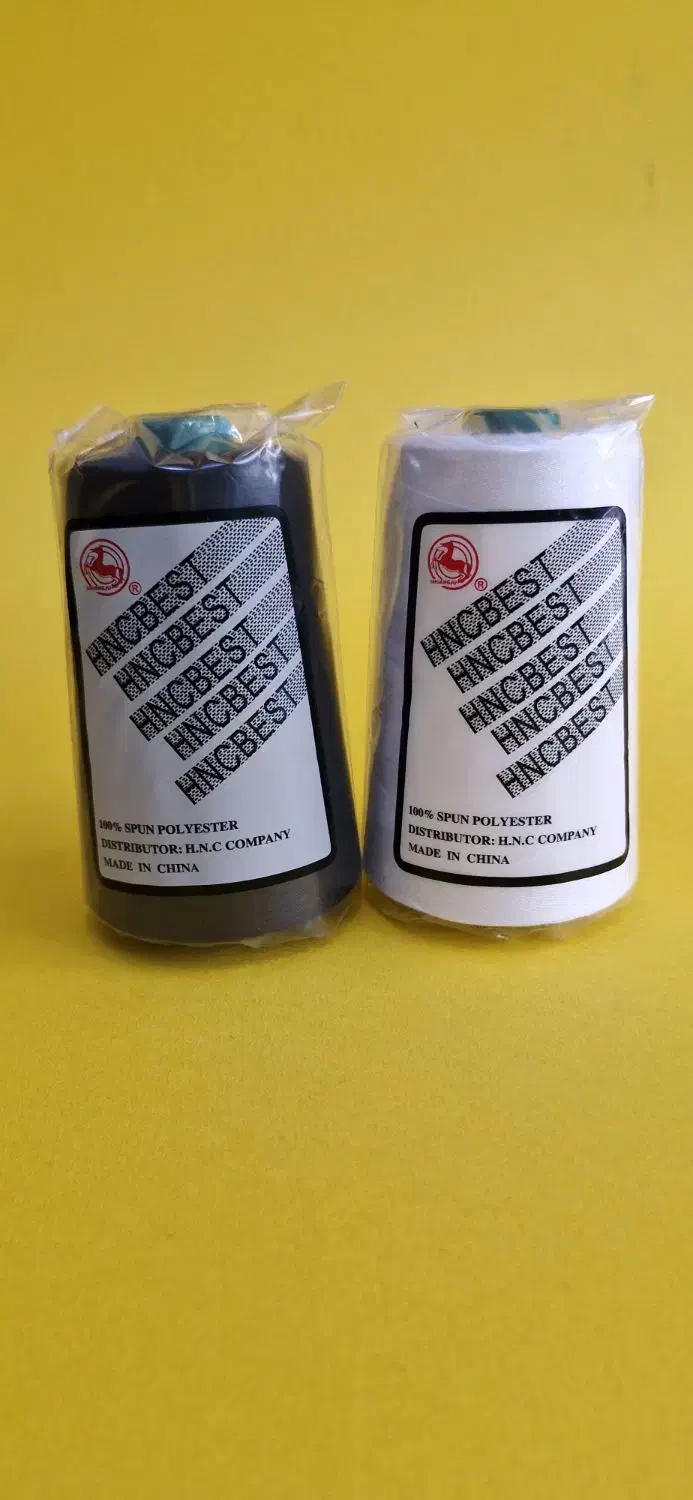 ®
HNCBEST
HNCBEST
HNCBEST
HNCBEST
HNCBEST
100% SPUN POLYESTER
DISTRIBUTOR: H.N.C COMPANY
MADE IN CHINA
®
HNCBEST
HNCBEST
HNCBEST
HNCBEST
HNCBEST
100% SPUN POLYESTER
DISTRIBUTOR: H.N.C COMPANY
MADE IN CHINA